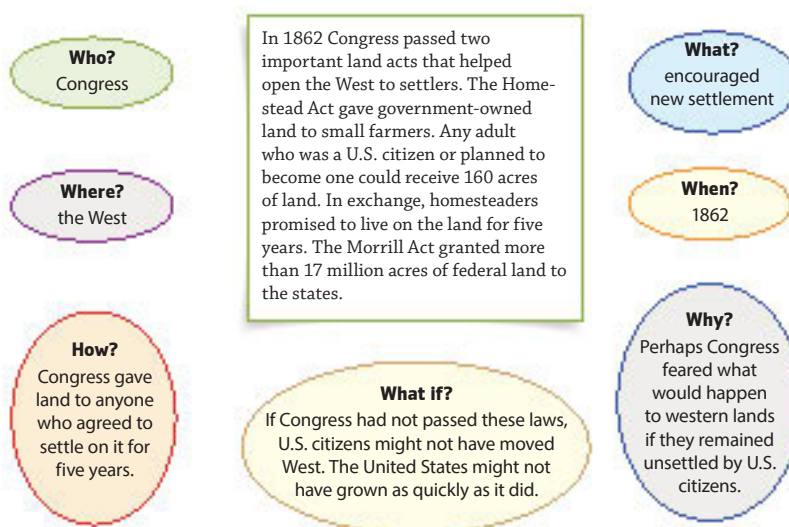 Who?
Congress
Where?
the West
How?
Congress gave
land to anyone
who agreed to
settle on it for
five years.
In 1862 Congress passed two
important land acts that helped
open the West to settlers. The Home-
stead Act gave government-owned
land to small farmers. Any adult
who was a U.S. citizen or planned to
become one could receive 160 acres
of land. In exchange, homesteaders
promised to live on the land for five
years. The Morrill Act granted more
than 17 million acres of federal land to
the states.
What if?
If Congress had not passed these laws,
U.S. citizens might not have moved
West. The United States might not
have grown as quickly as it did.
What?
encouraged
new settlement
When?
1862
Why?
Perhaps Congress
feared what
would happen
to western lands
if they remained
unsettled by U.S.
citizens.